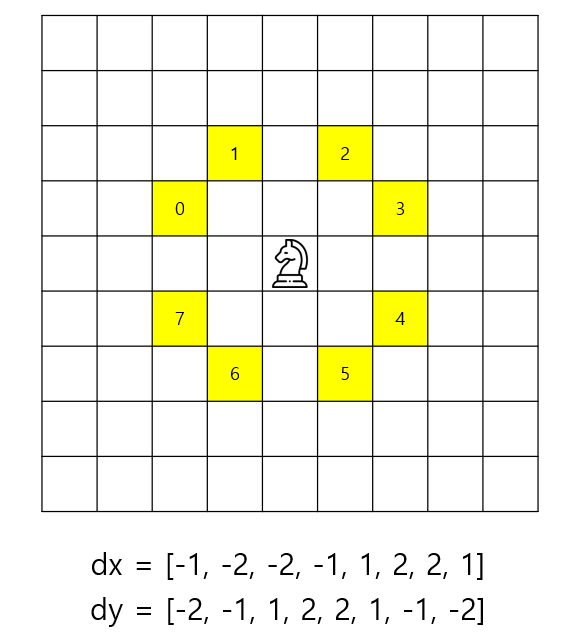 1 2
0 3
7 4
6 5
dx = [-1, -2, -2, -1, 1, 2, 2, 1]
dy = [-2, -1, 1, 2, 2, 1, -1, -2]